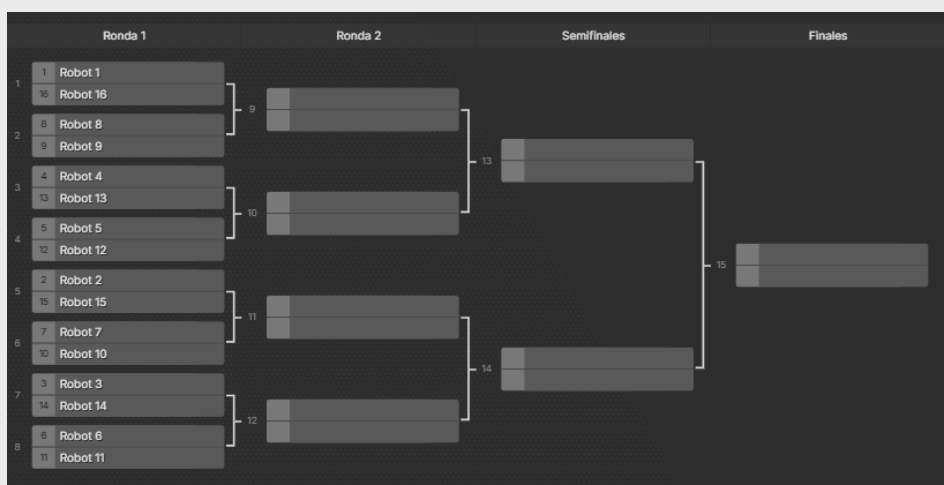 Ronda 1 Ronda 2 Semifinales Finales
1
1 Robot 1
16 Robot 16
2
8 Robot 8
9 Robot 9
3
4 Robot 4
13 Robot 13
4
5 Robot 5
12 Robot 12
5
2 Robot 2
15 Robot 15
6
7 Robot 7
10 Robot 10
7
3 Robot 3
14 Robot 14
8
6 Robot 6
11 Robot 11
9
10
11
12
13
14
15